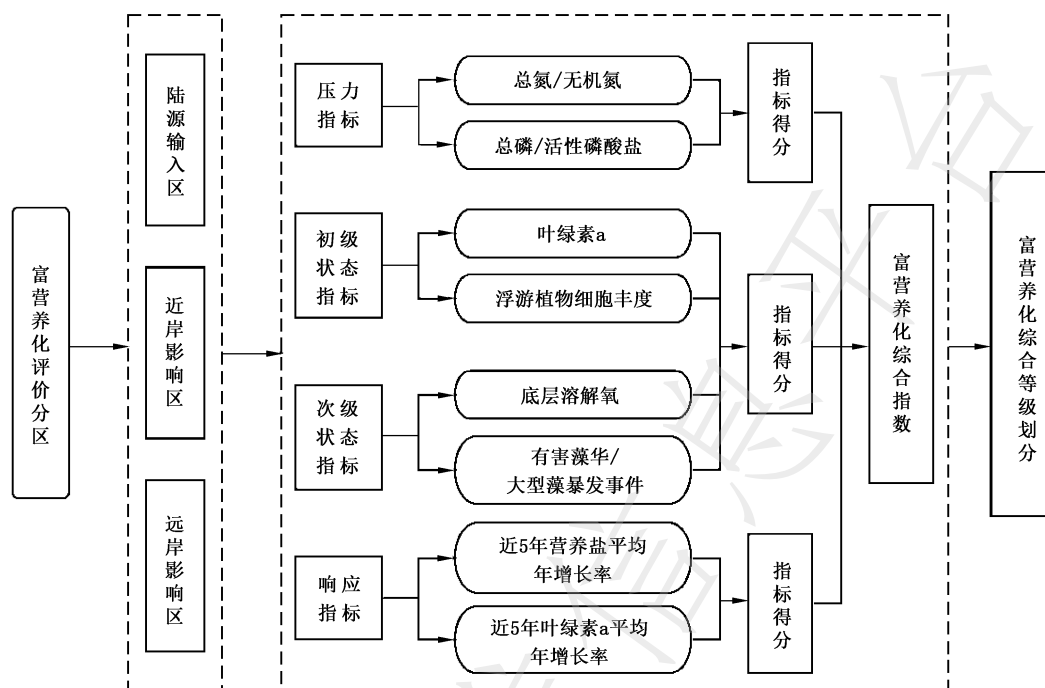 富营养化评价分区
陆源输入区
近岸影响区
远岸影响区
压力
指标
总氮/无机氮
总磷/活性磷酸盐
指标得分
初级
状态
指标
叶绿素a
浮游植物细胞丰度
次级
状态
指标
底层溶解氧
有害藻华/
大型藻暴发事件
指标得分
响应
指标
近5年营养盐平均
年增长率
近5年叶绿素a平均
年增长率
指标得分
富营养化综合指数
富营养化综合等级划分